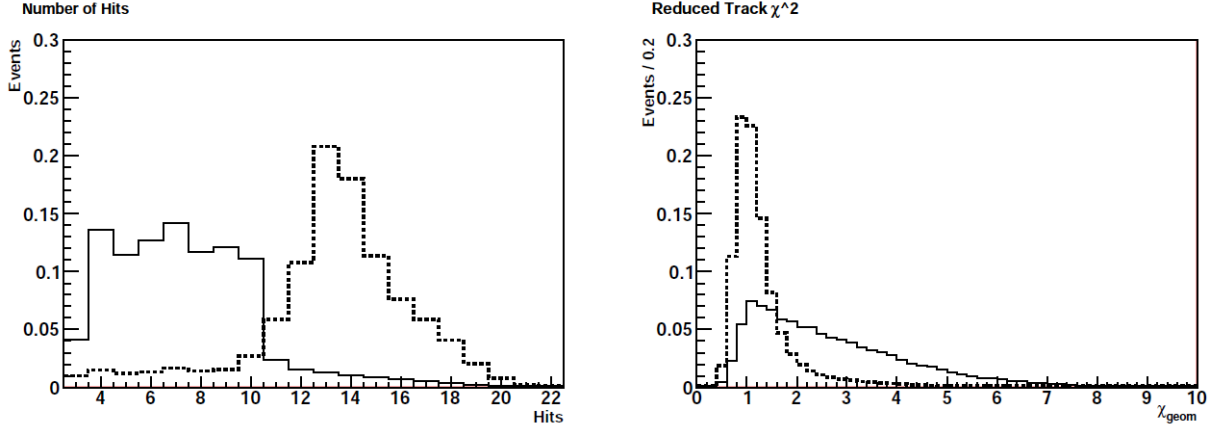 Number of Hits
Events
0.3
0.25
0.2
0.15
0.1
0.05
0
4 6 8 10 12 14 16 18 20 22
Hits
Reduced Track χ^2
Events / 0.2
0.3
0.25
0.2
0.15
0.1
0.05
0
0 1 2 3 4 5 6 7 8 9 10
χgeom